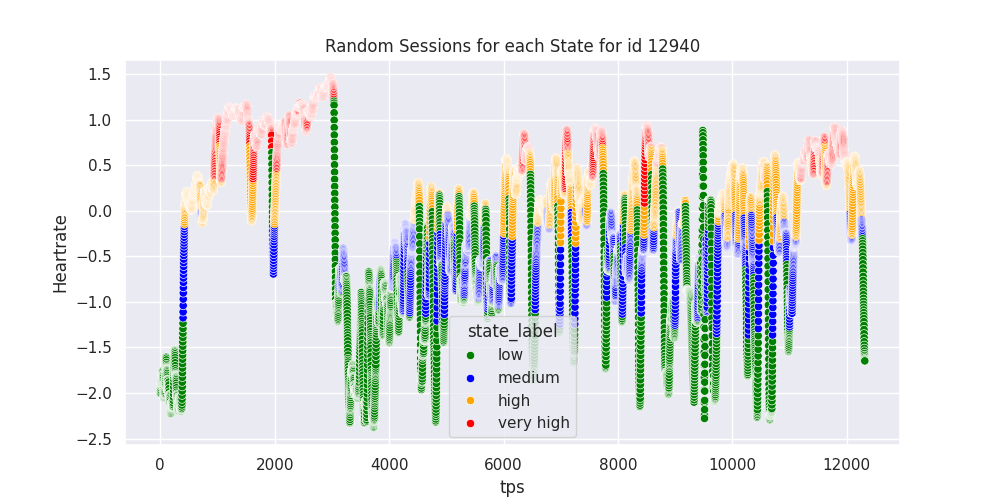 Random Sessions for each State for id 12940
Heartrate
1.5
1.0
0.5
0.0
−0.5
−1.0
−1.5
−2.0
−2.5
state_label
low
medium
high
very high
0 2000 4000 6000 8000 10000 12000
tps